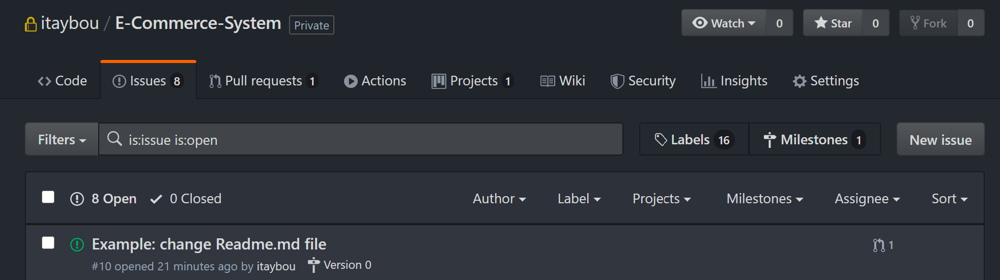 itaybou / E-Commerce-System Private Watch 0 Star 0 Fork 0
Code Issues 8 Pull requests 1 Actions Projects 1 Wiki Security Insights Settings
Filters is:issue is:open Labels 16 Milestones 1 New issue
8 Open 0 Closed Author Label Projects Milestones Assignee Sort
Example: change Readme.md file 1
#10 opened 21 minutes ago by itaybou Version 0